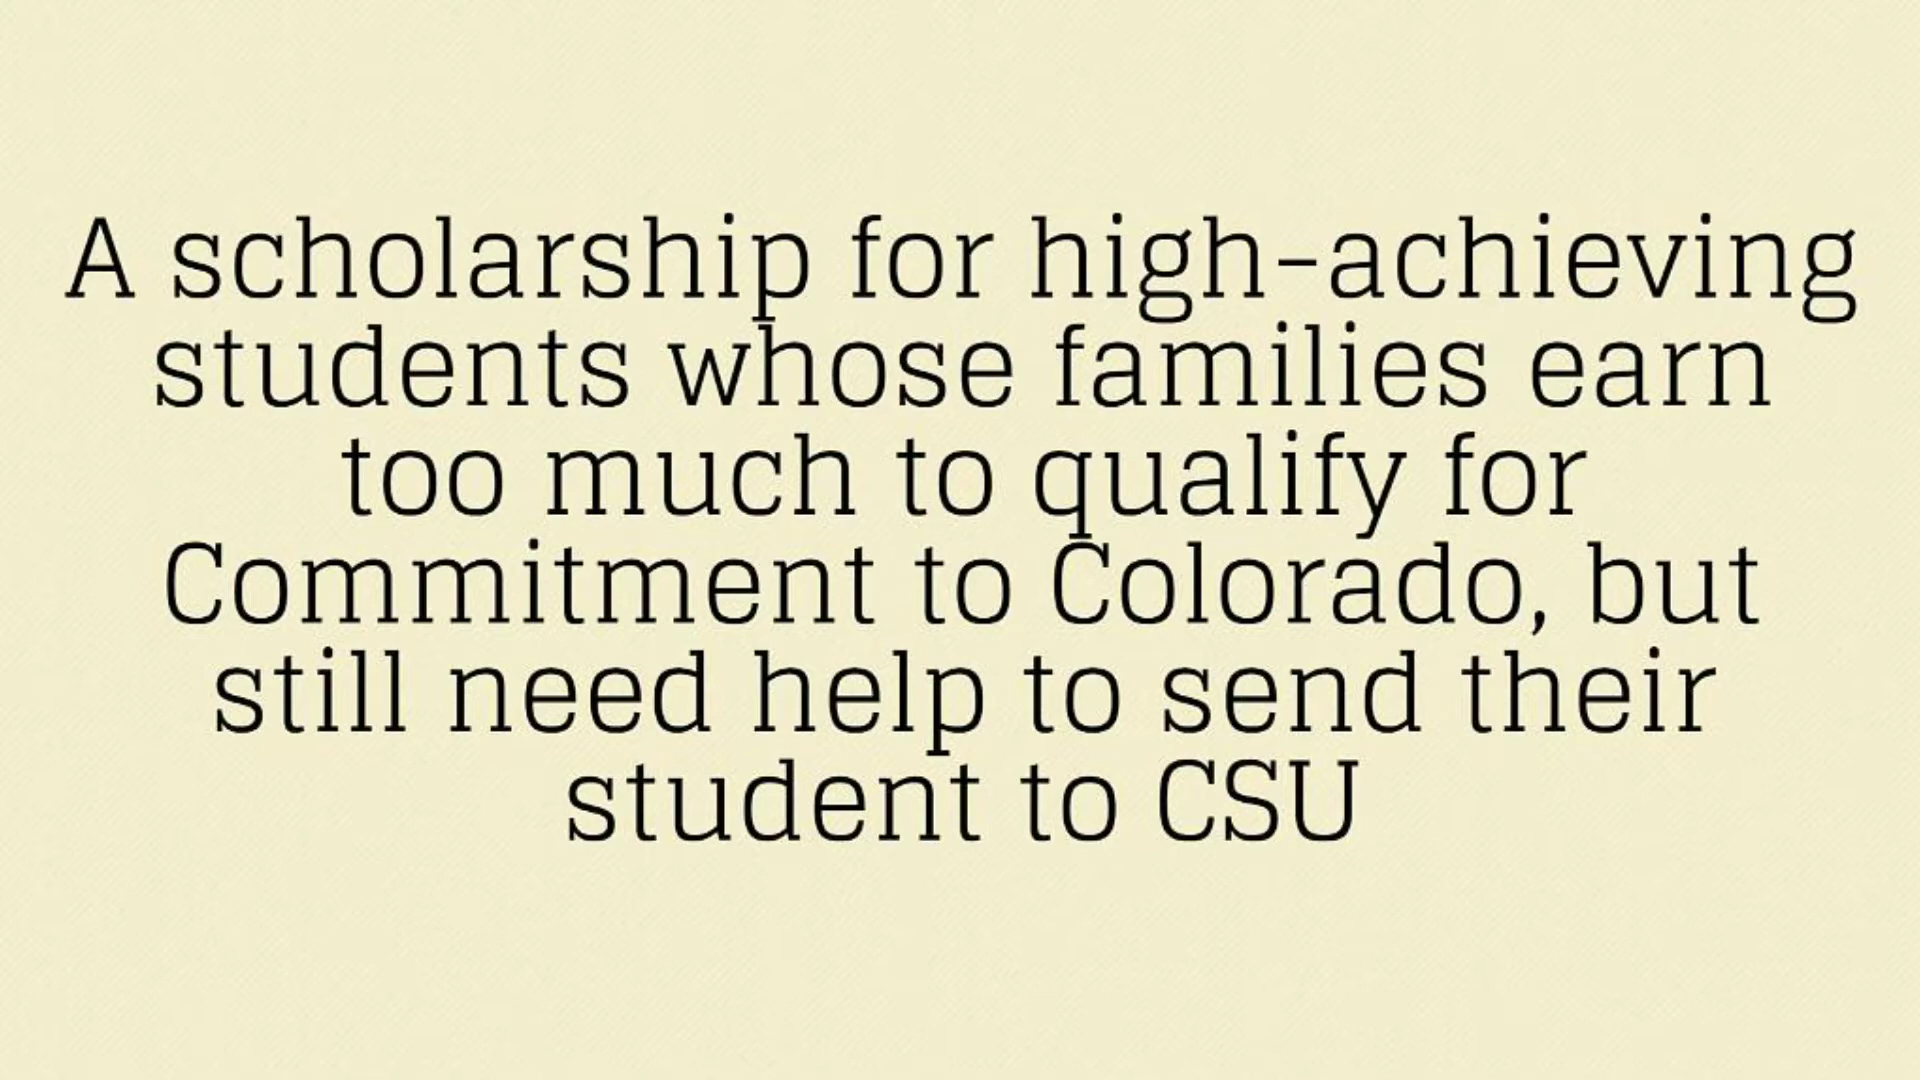 A scholarship for high-achieving
students whose families earn
too much to qualify for
Commitment to Colorado, but
still need help to send their
student to CSU